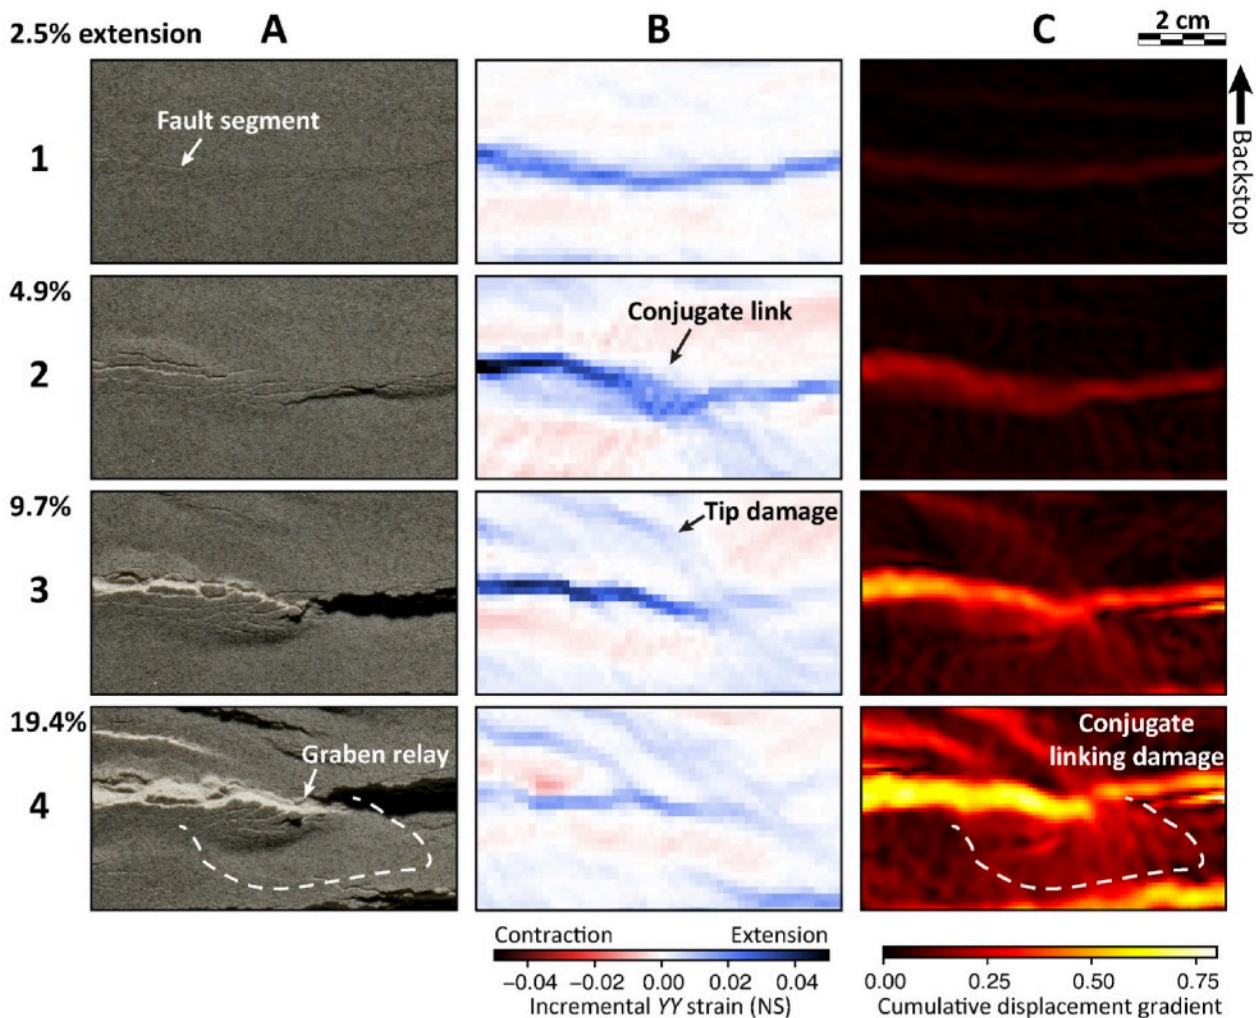 2.5% extension
A
B
C
2 cm
Fault segment
1
Backstop
4.9%
Conjugate link
2
9.7%
Tip damage
3
19.4%
Graben relay
Conjugate
linking damage
4
Contraction
Extension
−0.04 −0.02 0.00 0.02 0.04
Incremental YY strain (NS)
0.00 0.25 0.50 0.75
Cumulative displacement gradient